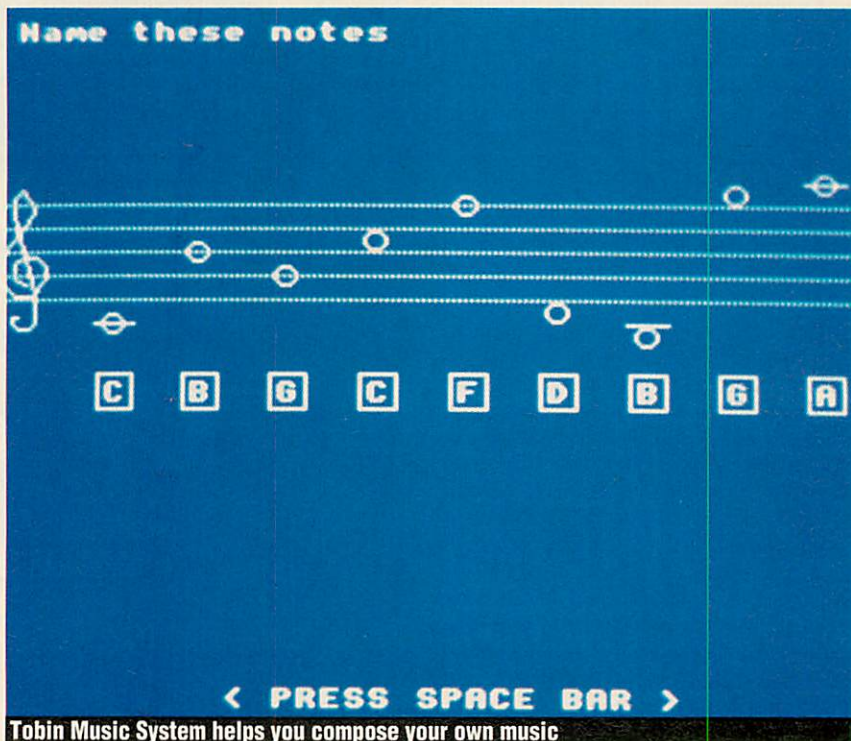 Name these notes
C B G C F D B G A
< PRESS SPACE BAR >
Tobin Music System helps you compose your own music